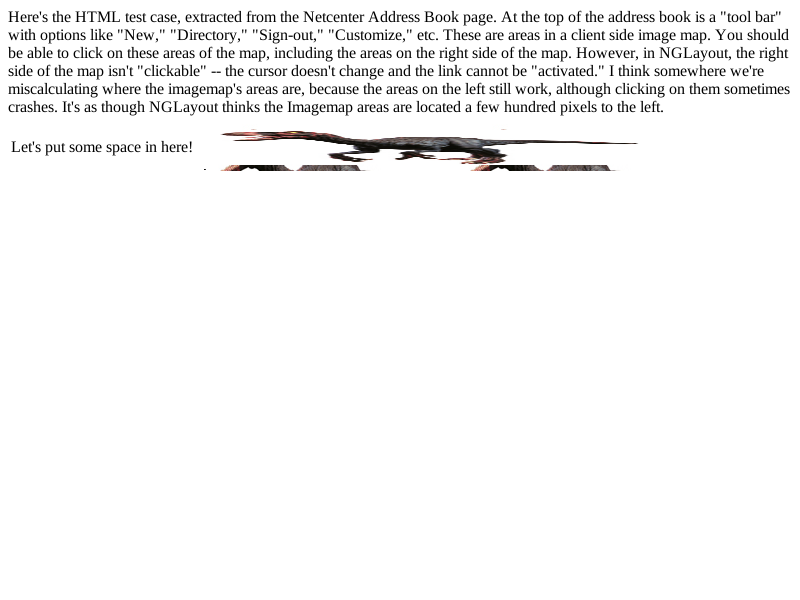 Here's the HTML test case, extracted from the Netcenter Address Book page. At the top of the address book is a "tool bar"
with options like "New," "Directory," "Sign-out," "Customize," etc. These are areas in a client side image map. You should
be able to click on these areas of the map, including the areas on the right side of the map. However, in NGLayout, the right
side of the map isn't "clickable" -- the cursor doesn't change and the link cannot be "activated." I think somewhere we're
miscalculating where the imagemap's areas are, because the areas on the left still work, although clicking on them sometimes
crashes. It's as though NGLayout thinks the Imagemap areas are located a few hundred pixels to the left.
Let's put some space in here!